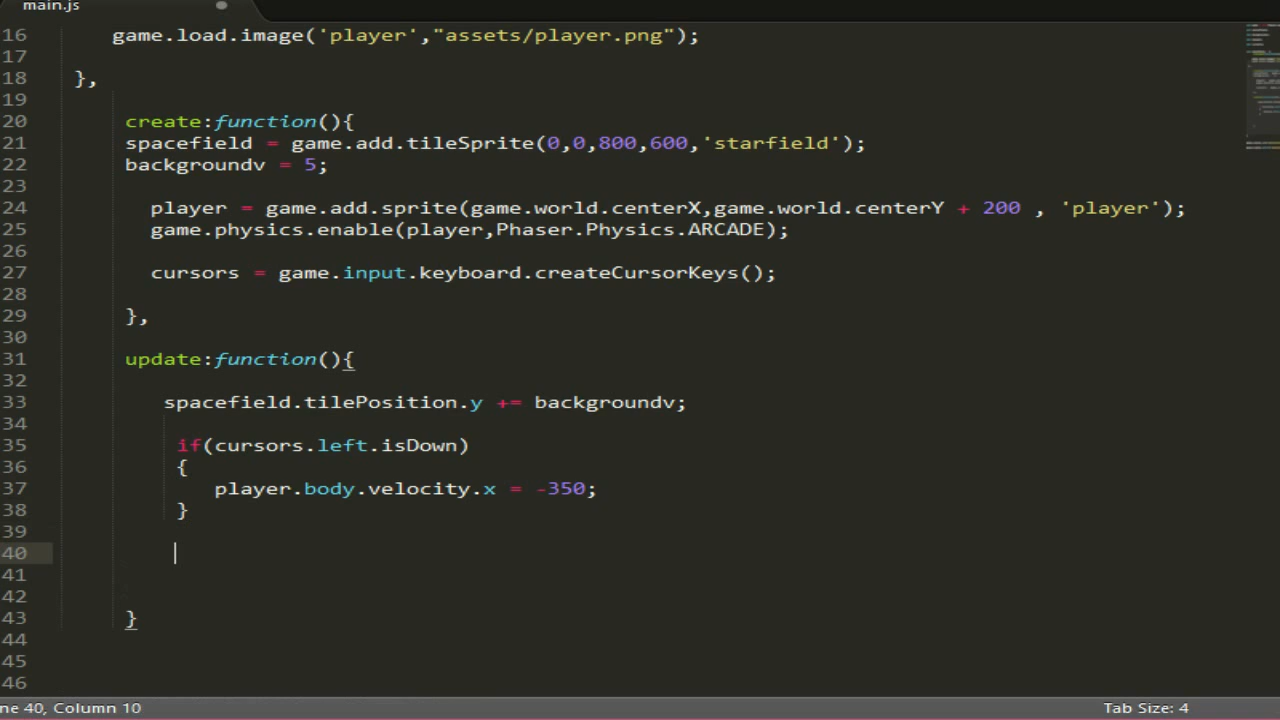 main.js
16 game.load.image('player',"assets/player.png");
17
18 },
19
20 create:function(){
21 spacefield = game.add.tileSprite(0,0,800,600,'starfield');
22 backgroundv = 5;
23
24 player = game.add.sprite(game.world.centerX,game.world.centerY + 200 , 'player');
25 game.physics.enable(player,Phaser.Physics.ARCADE);
26
27 cursors = game.input.keyboard.createCursorKeys();
28
29 },
30
31 update:function(){
32
33 spacefield.tilePosition.y += backgroundv;
34
35 if(cursors.left.isDown)
36 {
37 player.body.velocity.x = -350;
38 }
39
40
41
42
43 }
44
45
46
ne 40, Column 10 Tab Size: 4